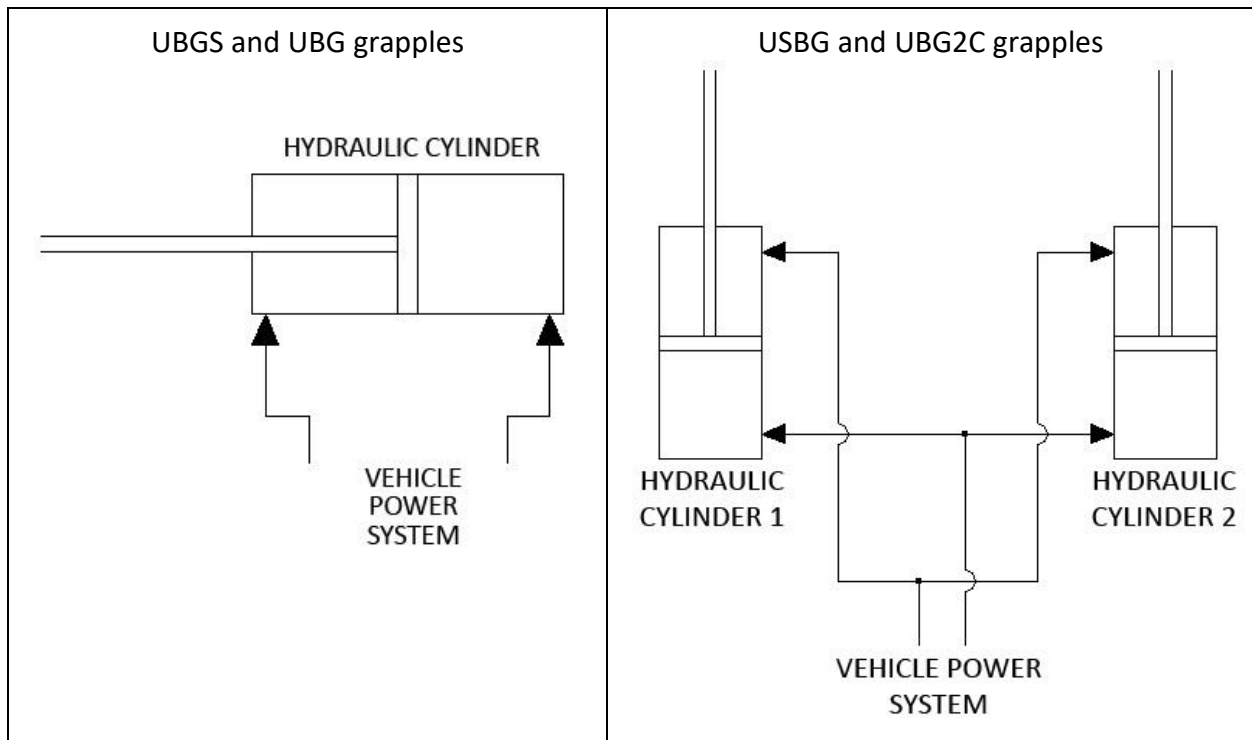 UBGS and UBG grapples
HYDRAULIC CYLINDER
VEHICLE
POWER
SYSTEM
USBG and UBG2C grapples
HYDRAULIC
CYLINDER 1
HYDRAULIC
CYLINDER 2
VEHICLE POWER
SYSTEM